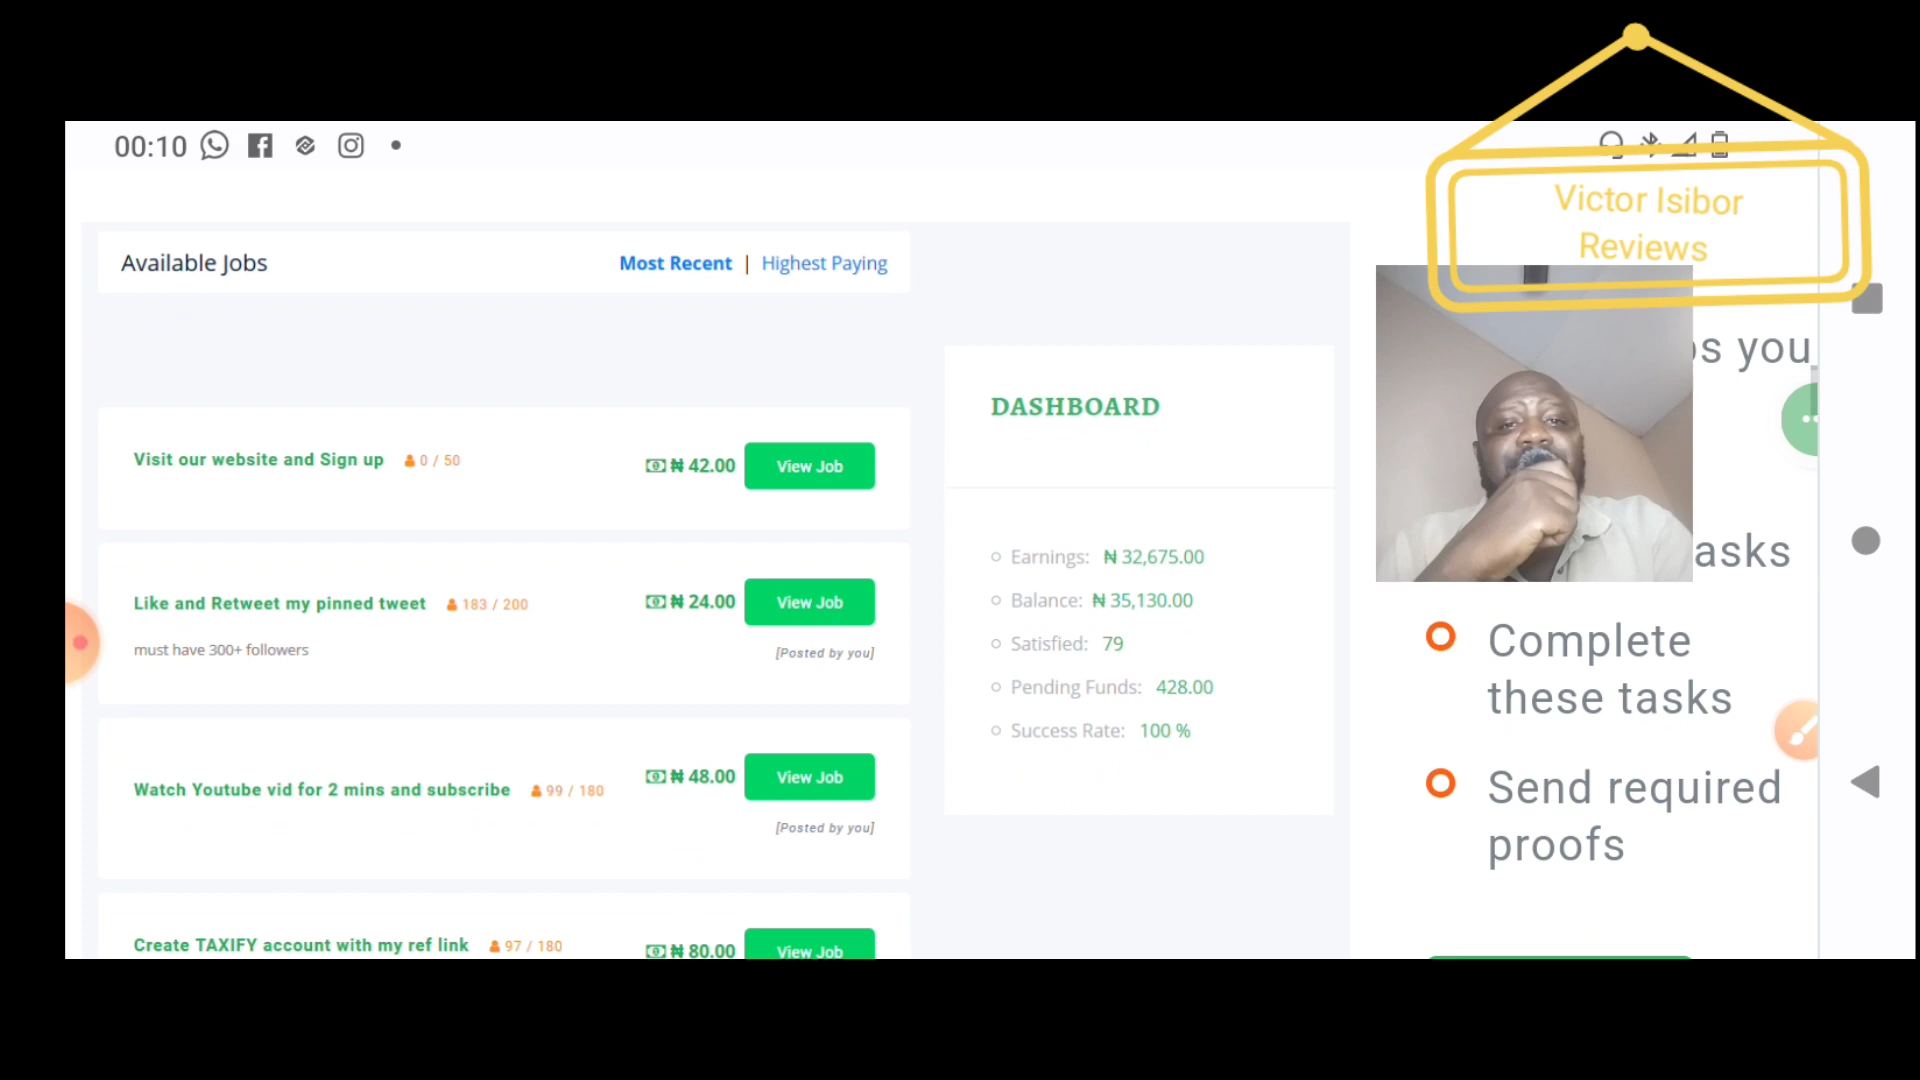 00:10
Victor Isibor
Reviews
Available Jobs
Most Recent | Highest Paying
Visit our website and Sign up 0 / 50
₦ 42.00 View Job
Like and Retweet my pinned tweet 183 / 200
₦ 24.00 View Job
must have 300+ followers
[Posted by you]
Watch Youtube vid for 2 mins and subscribe 99 / 180
₦ 48.00 View Job
[Posted by you]
Create TAXIFY account with my ref link 97 / 180
₦ 80.00 View Job
DASHBOARD
Earnings: ₦ 32,675.00
Balance: ₦ 35,130.00
Satisfied: 79
Pending Funds: 428.00
Success Rate: 100 %
you
Complete
these tasks
Send required
proofs